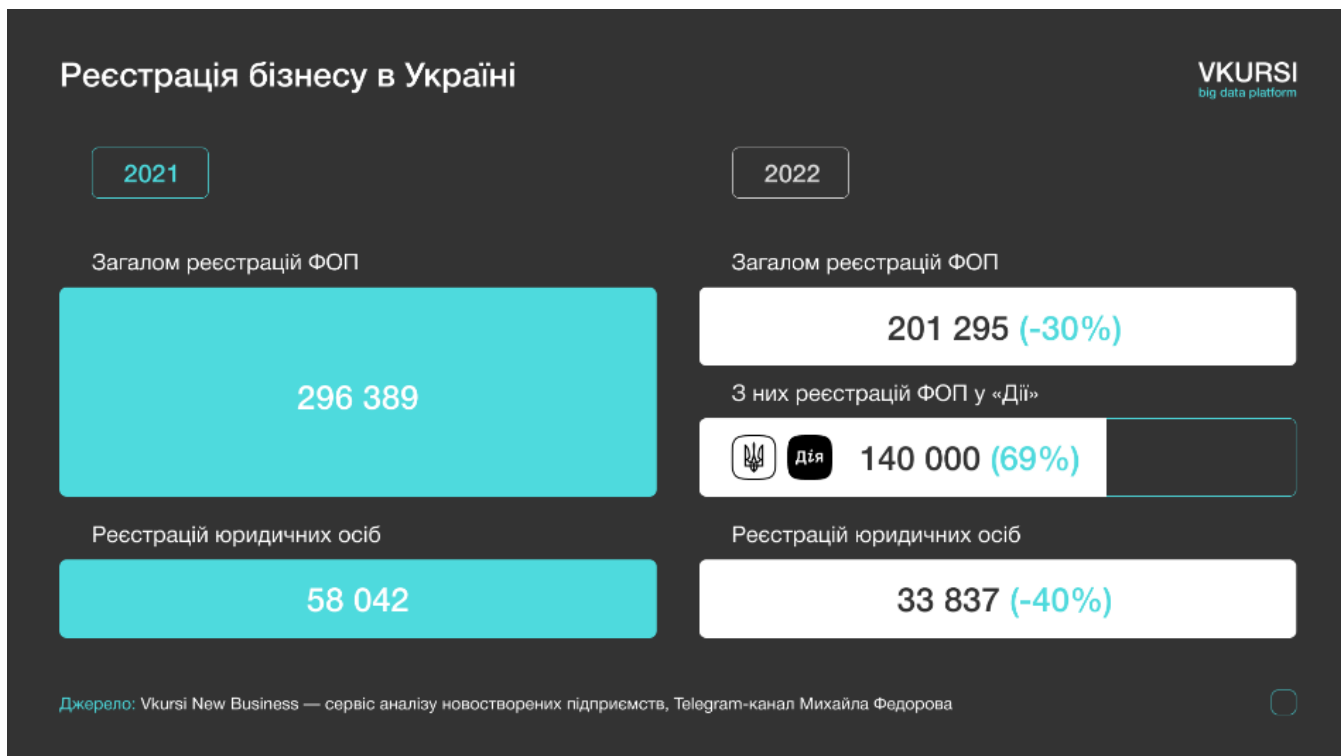 Реєстрація бізнесу в Україні
VKURSI
big data platform
2021
Загалом реєстрацій ФОП
296 389
Реєстрацій юридичних осіб
58 042
2022
Загалом реєстрацій ФОП
201 295 (-30%)
З них реєстрацій ФОП у «Дії»
Дія 140 000 (69%)
Реєстрацій юридичних осіб
33 837 (-40%)
Джерело: Vkursi New Business — сервіс аналізу новостворених підприємств, Telegram-канал Михайла Федорова